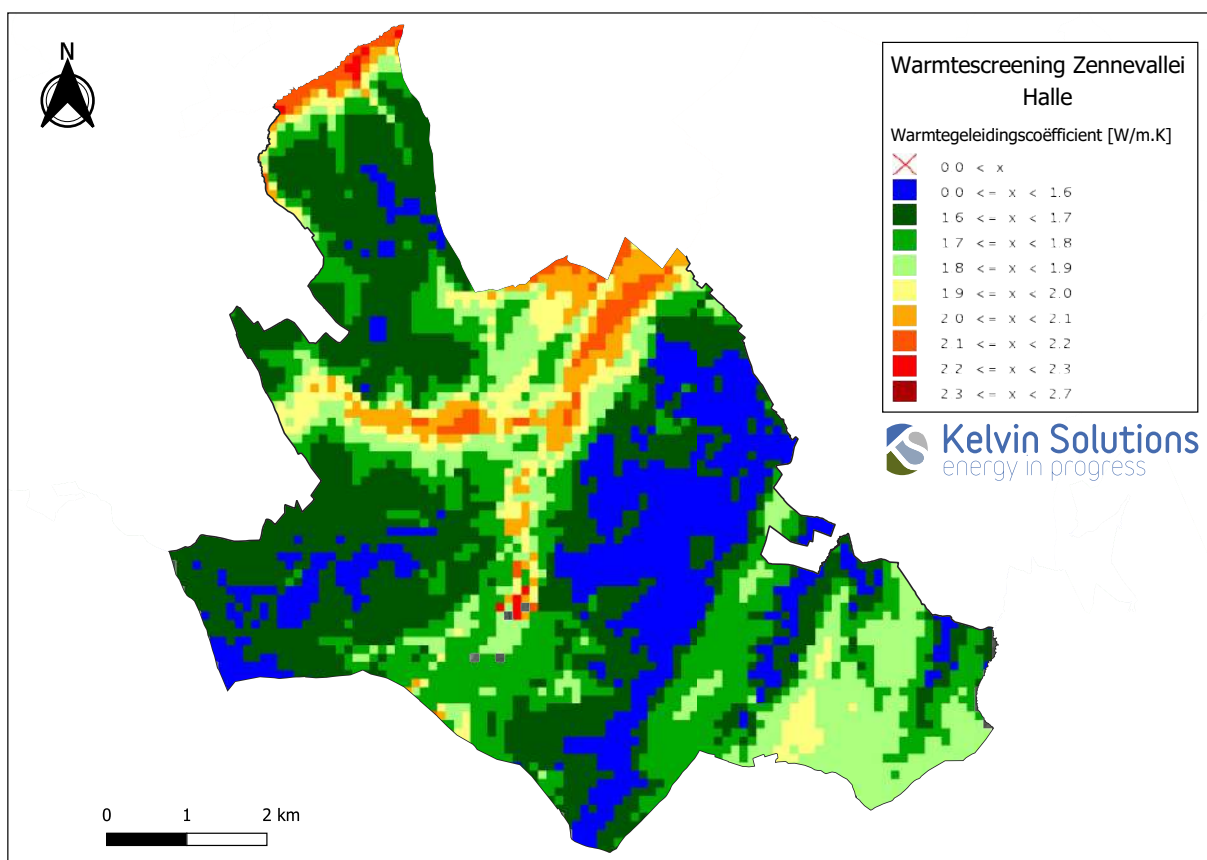 N
Warmtescreening Zennevallei
Halle
Warmtegeleidingscoëfficient [W/m.K]
0 0 < x
0 0 <= x < 1.6
1 6 <= x < 1.7
1 7 <= x < 1.8
1 8 <= x < 1.9
1 9 <= x < 2.0
2 0 <= x < 2.1
2 1 <= x < 2.2
2 2 <= x < 2.3
2 3 <= x < 2.7
Kelvin Solutions
energy in progress
0 1 2 km